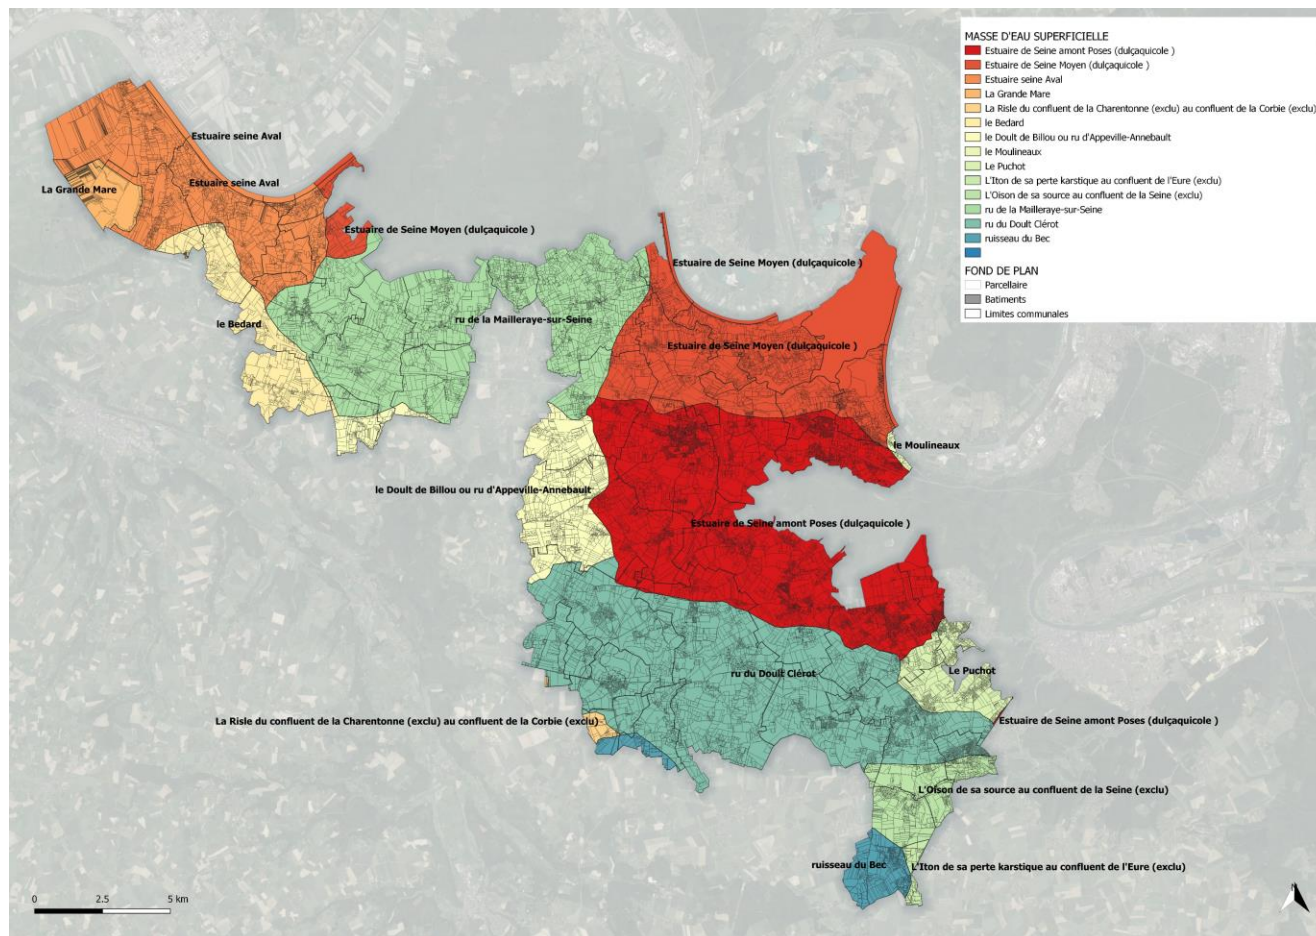 MASSE D'EAU SUPERFICIELLE
Estuaire de Seine amont Poses (dulçaquicole )
Estuaire de Seine Moyen (dulçaquicole )
Estuaire seine Aval
La Grande Mare
La Risle du confluent de la Charentonne (exclu) au confluent de la Corbie (exclu)
le Bedard
le Doult de Billou ou ru d'Appeville-Annebault
le Moulineaux
Le Puchot
L'Iton de sa perte karstique au confluent de l'Eure (exclu)
L'Oison de sa source au confluent de la Seine (exclu)
ru de la Mailleraye-sur-Seine
ru du Doult Clérot
ruisseau du Bec
FOND DE PLAN
Parcellaire
Batiments
Limites communales
Estuaire seine Aval
Estuaire seine Aval
La Grande Mare
Estuaire de Seine Moyen (dulçaquicole )
Estuaire de Seine Moyen (dulçaquicole )
le Bedard
ru de la Mailleraye-sur-Seine
Estuaire de Seine Moyen (dulçaquicole )
le Moulineaux
le Doult de Billou ou ru d'Appeville-Annebault
Estuaire de Seine amont Poses (dulçaquicole )
Le Puchot
ru du Doult Clérot
La Risle du confluent de la Charentonne (exclu) au confluent de la Corbie (exclu)
Estuaire de Seine amont Poses (dulçaquicole )
L'Oison de sa source au confluent de la Seine (exclu)
ruisseau du Bec
L'Iton de sa perte karstique au confluent de l'Eure (exclu)
0 2.5 5 km
N